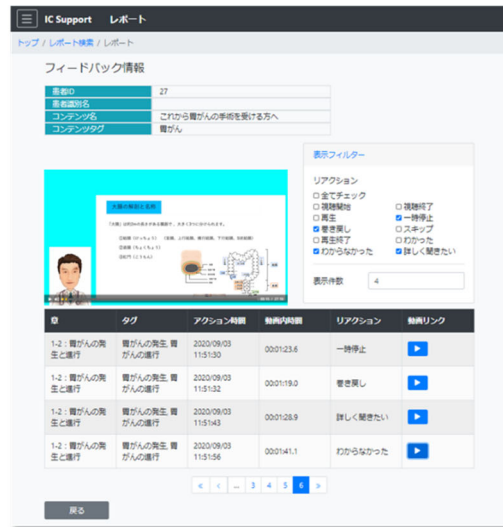 IC Support レポート
トップ / レポート検索 / レポート
フィードバック情報
患者ID 27
患者識別名
コンテンツ名 これから胃がんの手術を受ける方へ
コンテンツタグ 胃がん
大腸の解剖と名称
表示フィルター
リアクション
全てチェック
視聴開始 視聴終了
再生 一時停止
巻き戻し スキップ
再生終了 わかった
わからなかった 詳しく聞きたい
表示件数 4
章 タグ アクション時間 動画内時間 リアクション 動画リンク
1-2：胃がんの発 胃がんの発生, 胃 2020/09/03 00:01:23.6 一時停止
生と進行 がんの進行 11:51:30
1-2：胃がんの発 胃がんの発生, 胃 2020/09/03 00:01:19.0 巻き戻し
生と進行 がんの進行 11:51:32
1-2：胃がんの発 胃がんの発生, 胃 2020/09/03 00:01:28.9 詳しく聞きたい
生と進行 がんの進行 11:51:43
1-2：胃がんの発 胃がんの発生, 胃 2020/09/03 00:01:41.1 わからなかった
生と進行 がんの進行 11:51:56
« < ... 3 4 5 6 »
戻る